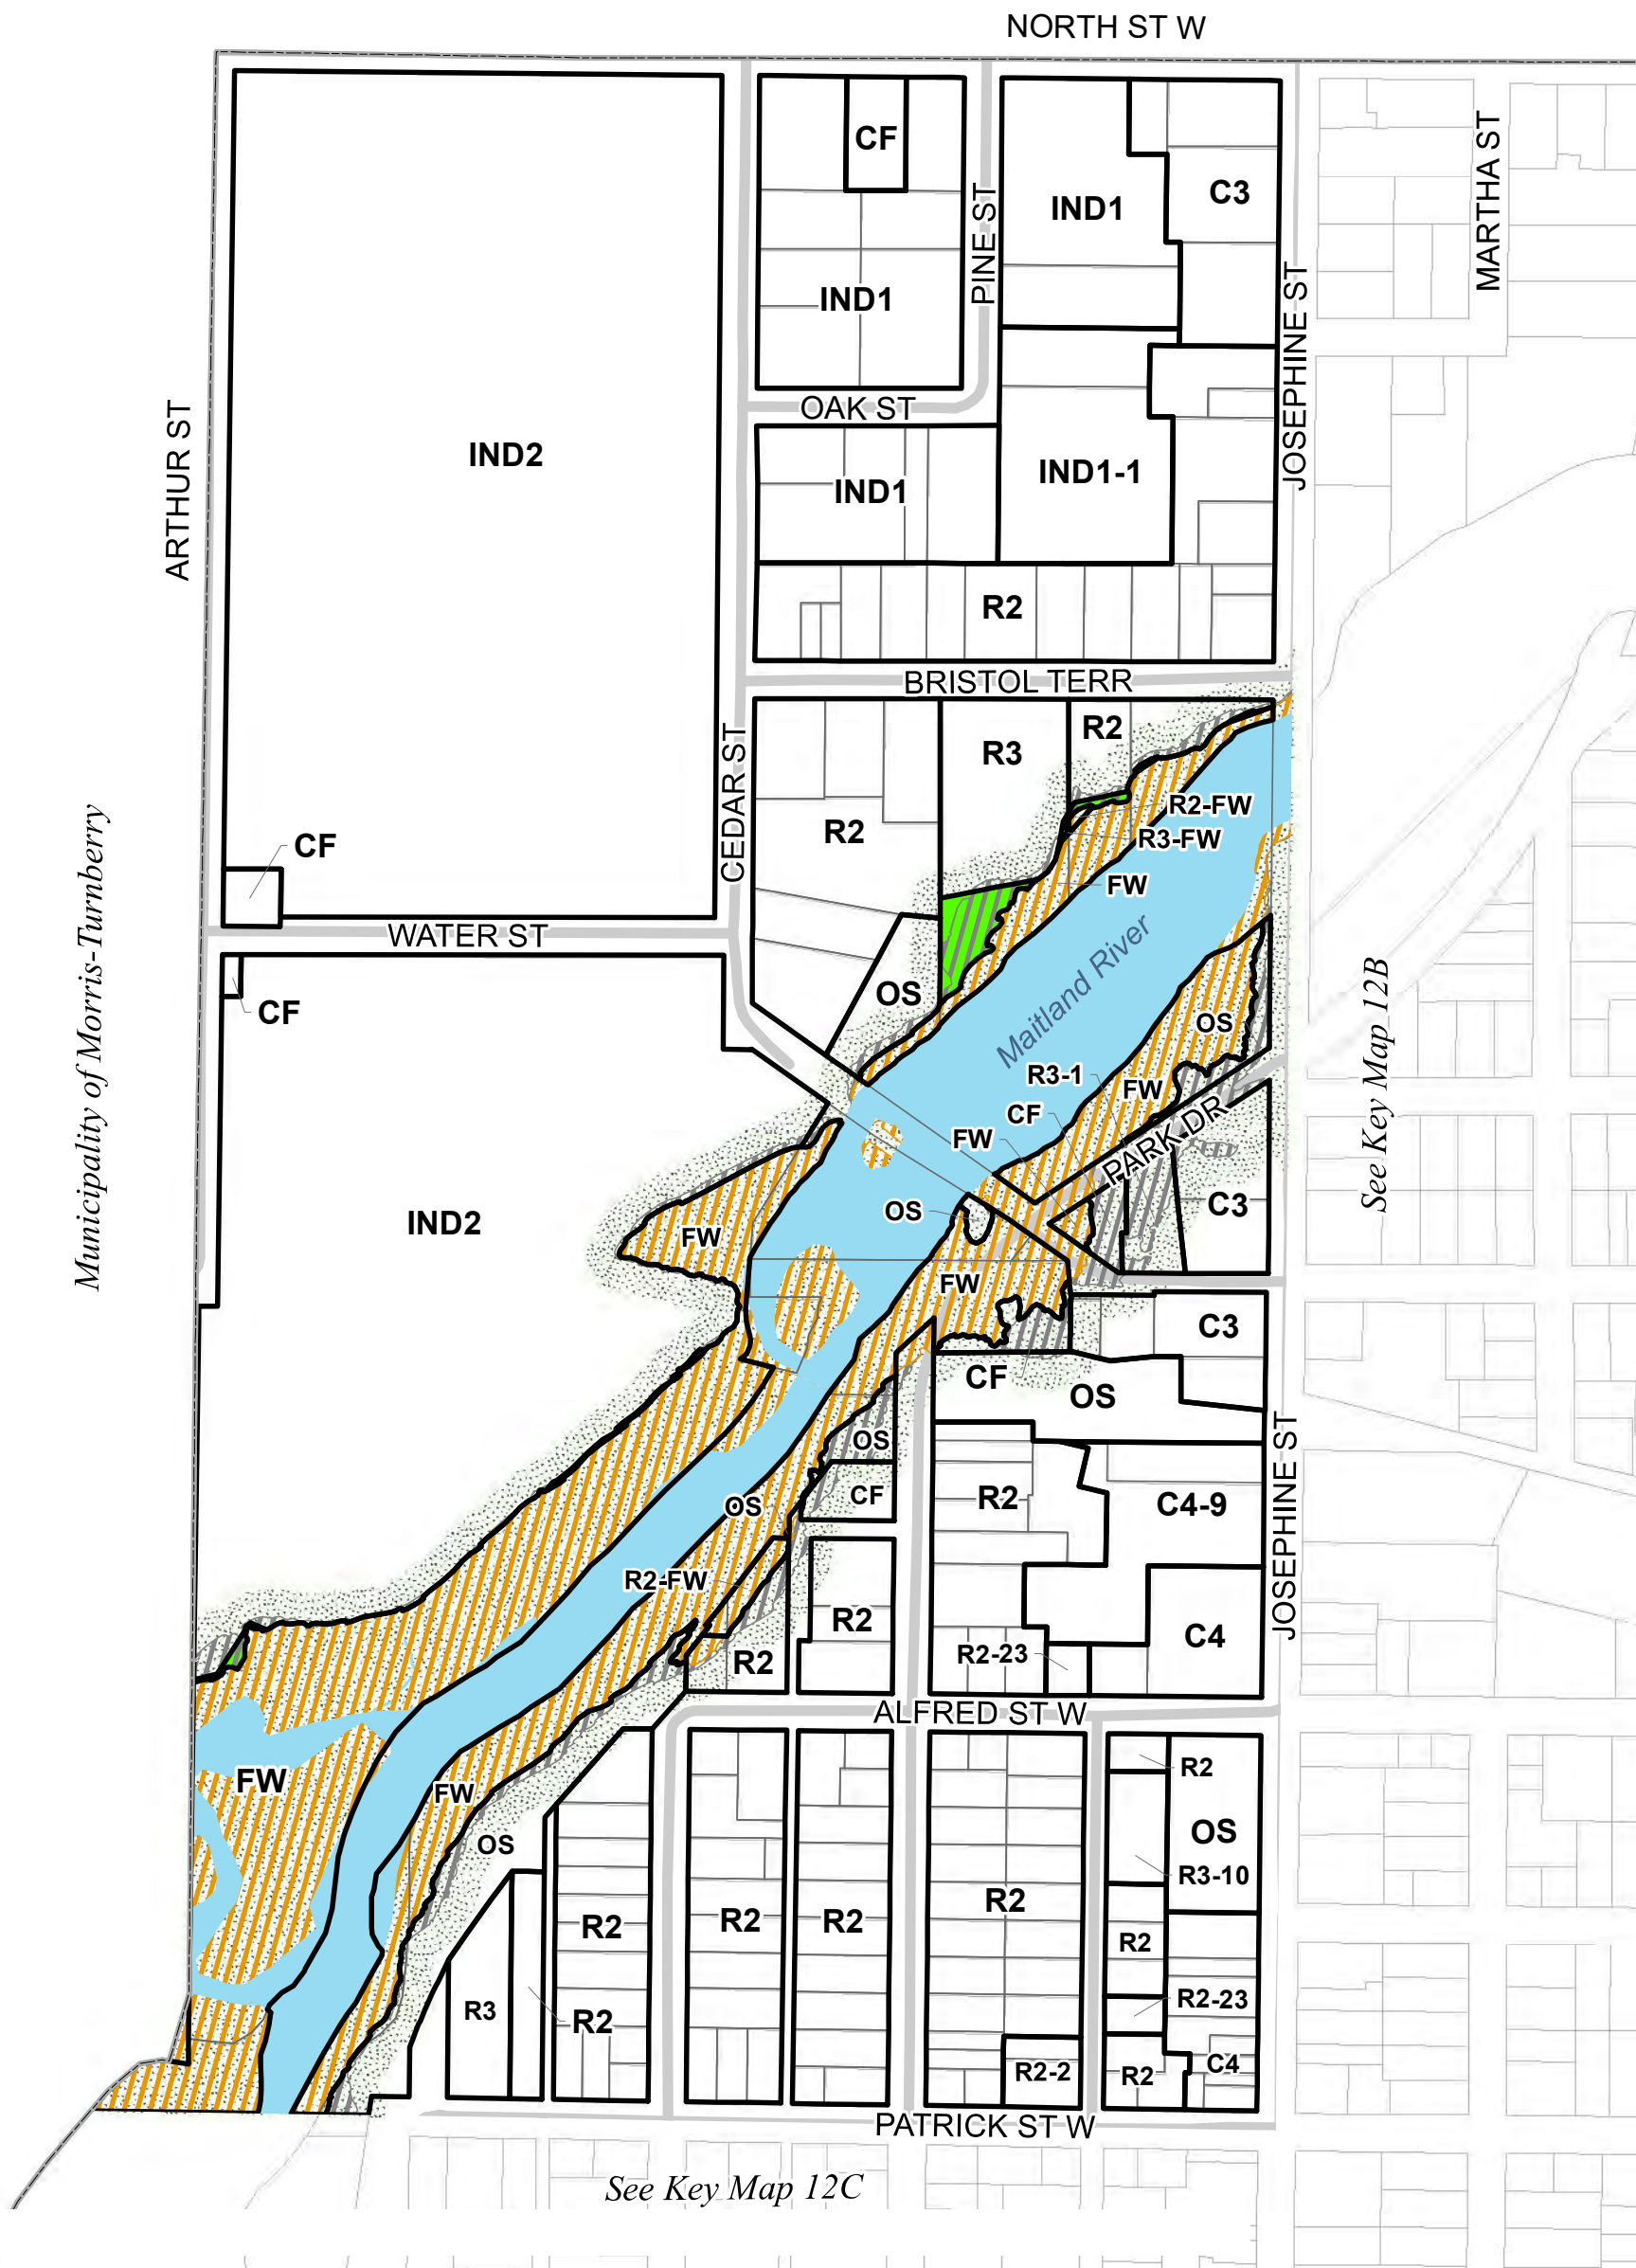 NORTH ST W
CF
C3
IND1
MARTHA ST
PINE ST
IND1
JOSEPHINE ST
OAK ST
ARTHUR ST
IND2
IND1-1
IND1
R2
BRISTOL TERR
R2
R3
CEDAR ST
R2-FW
R2
R3-FW
CF
FW
Municipality of Morris-Turnberry
WATER ST
Maitland River
OS
CF
OS
See Key Map 12B
R3-1
FW
CF
PARK DR
FW
C3
OS
IND2
FW
FW
C3
CF
OS
JOSEPHINE ST
OS
CF
R2
C4-9
OS
R2-FW
R2
C4
R2-23
R2
ALFRED ST W
R2
FW
FW
OS
OS
R3-10
R2
R2
R2
R2
R2
R2-23
R3
R2
C4
R2-2
R2
PATRICK ST W
See Key Map 12C